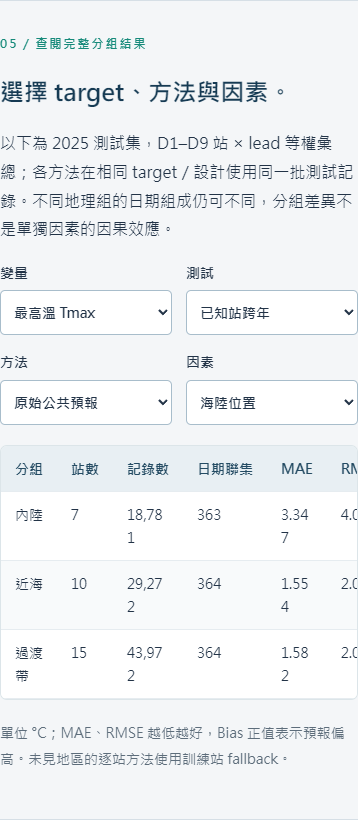 05 / 查閱完整分組結果
選擇 target、方法與因素。
以下為 2025 測試集，D1–D9 站 × lead 等權彙
總；各方法在相同 target / 設計使用同一批測試記
錄。不同地理組的日期組成仍可不同，分組差異不
是單獨因素的因果效應。
變量 測試
最高溫 Tmax 已知站跨年
方法 因素
原始公共預報 海陸位置
分組 站數 記錄數 日期聯集 MAE RM
內陸 7 18,78 363 3.34 4.0
1 7
近海 10 29,27 364 1.55 2.0
2 4
過渡 15 43,97 364 1.58 2.0
帶 2 2
單位 °C；MAE、RMSE 越低越好，Bias 正值表示預報偏
高。未見地區的逐站方法使用訓練站 fallback。